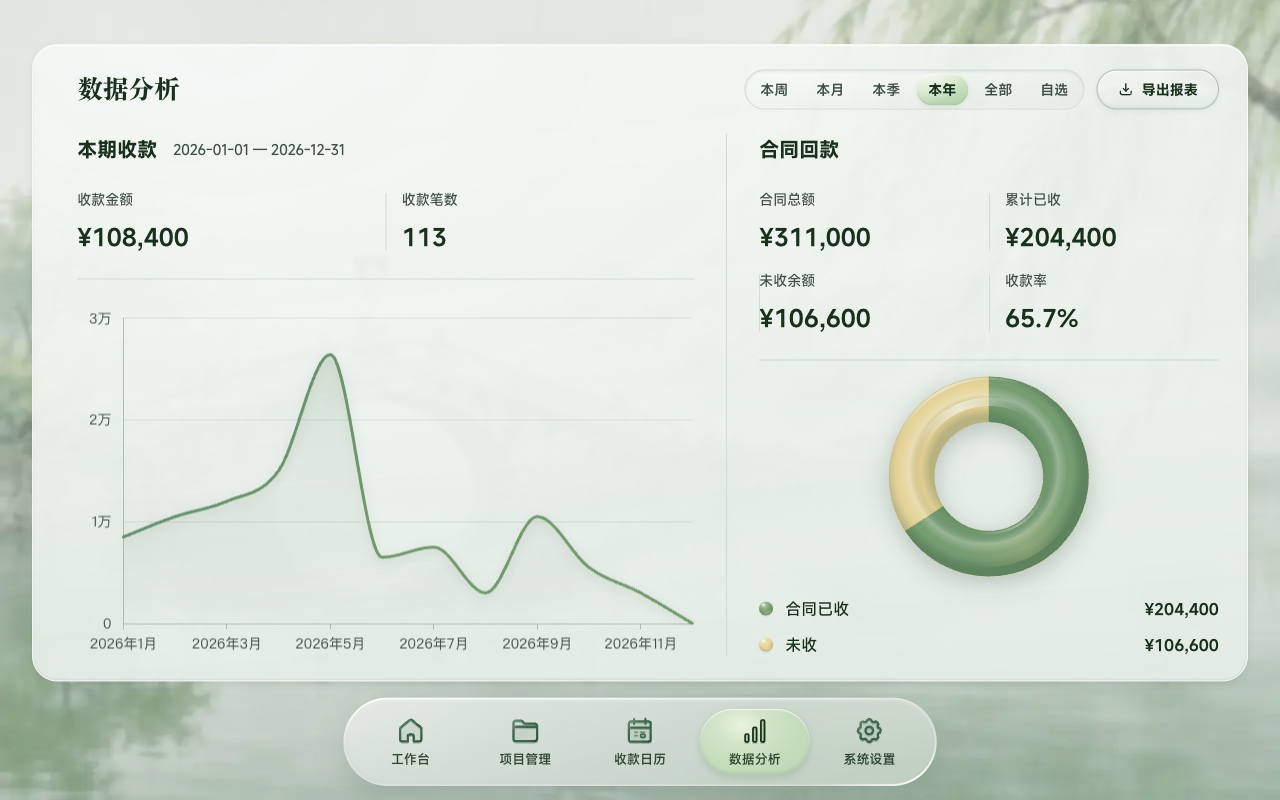 数据分析
本周 本月 本季 本年 全部 自选 导出报表
本期收款 2026-01-01 — 2026-12-31
收款金额 收款笔数
¥108,400 113
3万
2万
1万
0
2026年1月 2026年3月 2026年5月 2026年7月 2026年9月 2026年11月
合同回款
合同总额 累计已收
¥311,000 ¥204,400
未收余额 收款率
¥106,600 65.7%
合同已收 ¥204,400
未收 ¥106,600
工作台 项目管理 收款日历 数据分析 系统设置